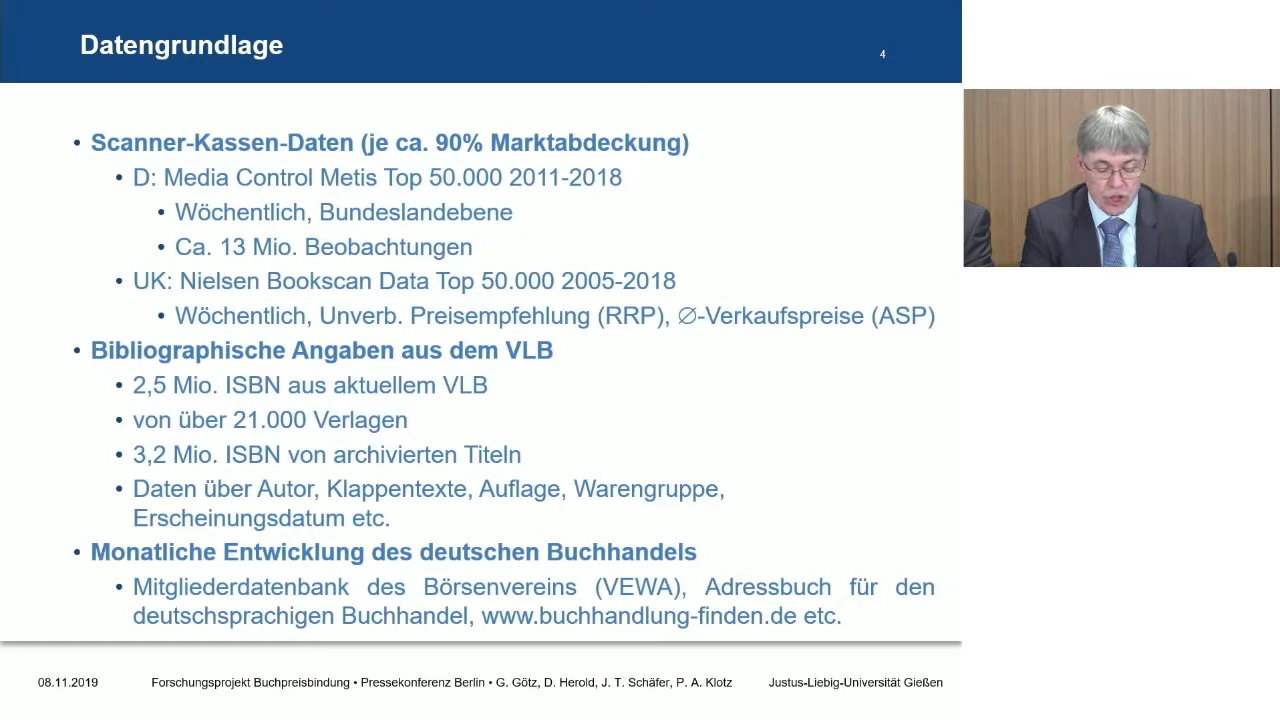 Datengrundlage
4
• Scanner-Kassen-Daten (je ca. 90% Marktabdeckung)
• D: Media Control Metis Top 50.000 2011-2018
• Wöchentlich, Bundeslandebene
• Ca. 13 Mio. Beobachtungen
• UK: Nielsen Bookscan Data Top 50.000 2005-2018
• Wöchentlich, Unverb. Preisempfehlung (RRP), ∅-Verkaufspreise (ASP)
• Bibliographische Angaben aus dem VLB
• 2,5 Mio. ISBN aus aktuellem VLB
• von über 21.000 Verlagen
• 3,2 Mio. ISBN von archivierten Titeln
• Daten über Autor, Klappentexte, Auflage, Warengruppe,
Erscheinungsdatum etc.
• Monatliche Entwicklung des deutschen Buchhandels
• Mitgliederdatenbank des Börsenvereins (VEWA), Adressbuch für den
deutschsprachigen Buchhandel, www.buchhandlung-finden.de etc.
08.11.2019 Forschungsprojekt Buchpreisbindung • Pressekonferenz Berlin • G. Götz, D. Herold, J. T. Schäfer, P. A. Klotz Justus-Liebig-Universität Gießen